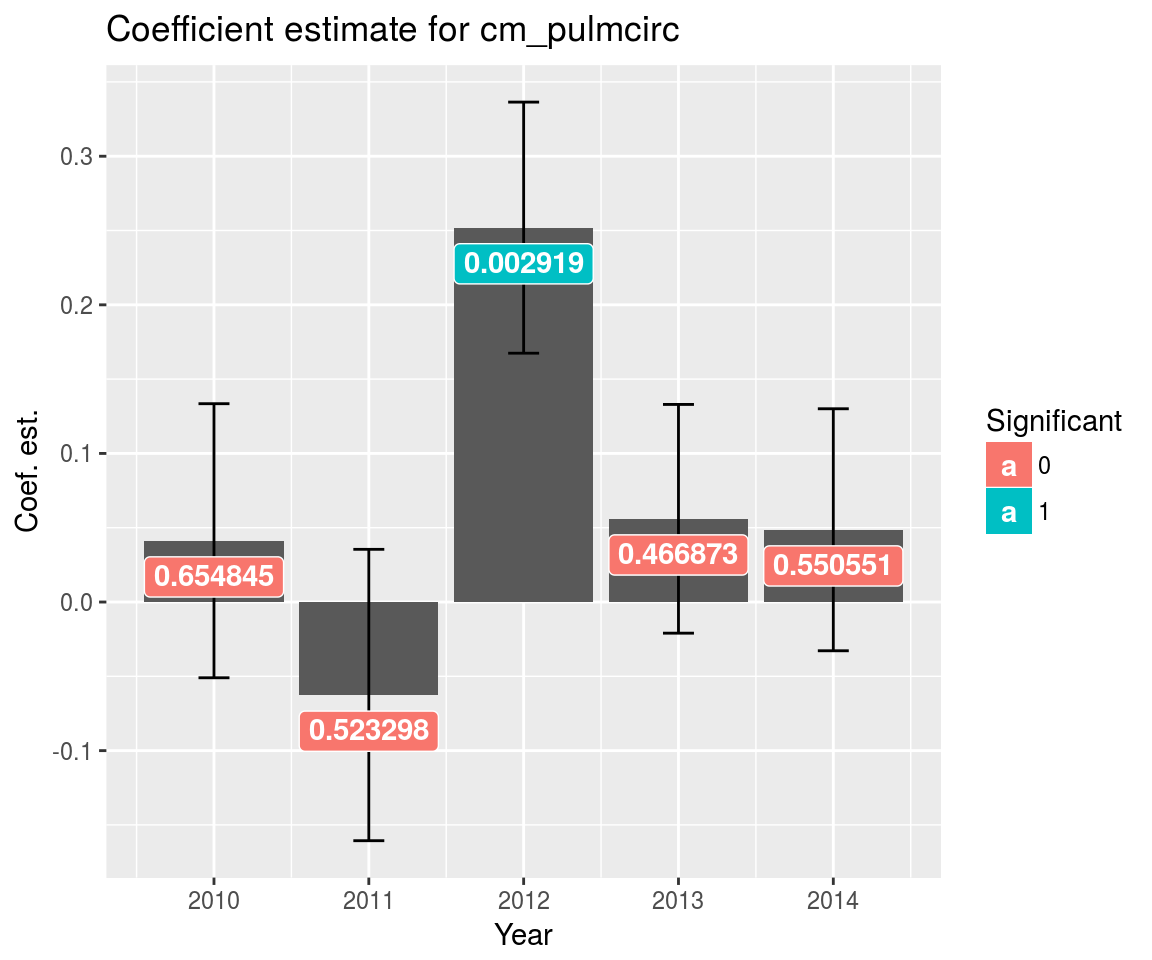 Coefficient estimate for cm_pulmcirc
Coef. est.
0.3
0.2
0.1
0.0
-0.1
0.654845
0.523298
0.002919
0.466873
0.550551
2010
2011
2012
2013
2014
Year
Significant
a 0
a 1